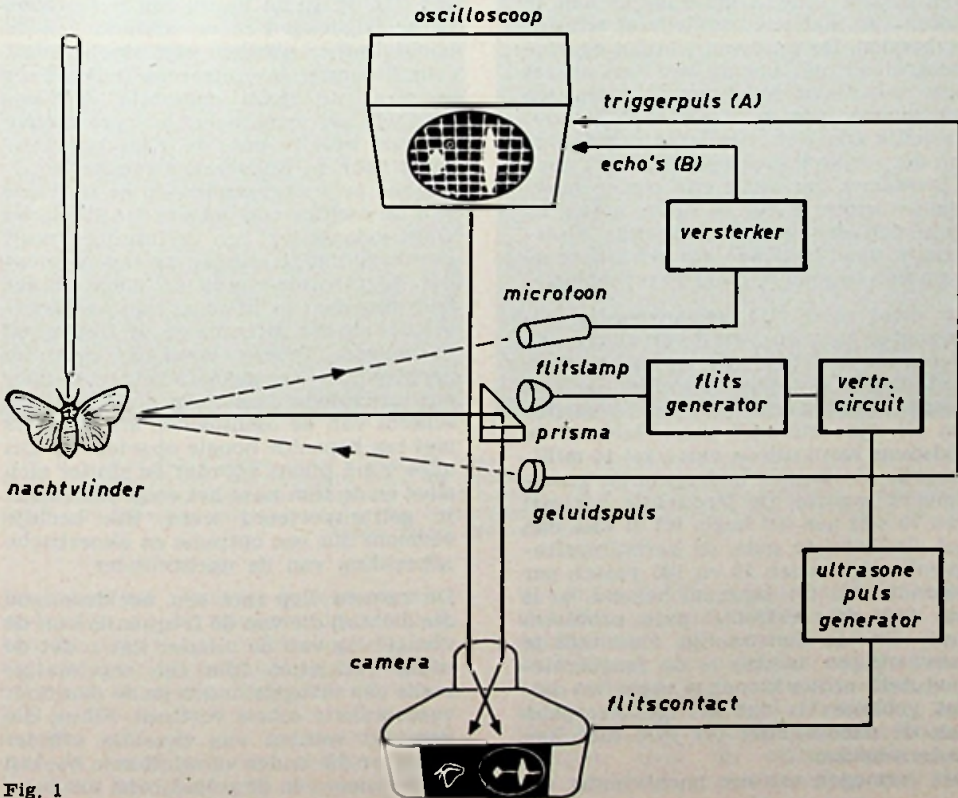 oscilloscoop
triggerpuls (A)
echo's (B)
versterker
microfoon
flitslamp
flits
generator
vertr.
circuit
prisma
nachtvlinder
geluidspuls
ultrasone
puls
generator
camera
flitscontact
Fig. 1